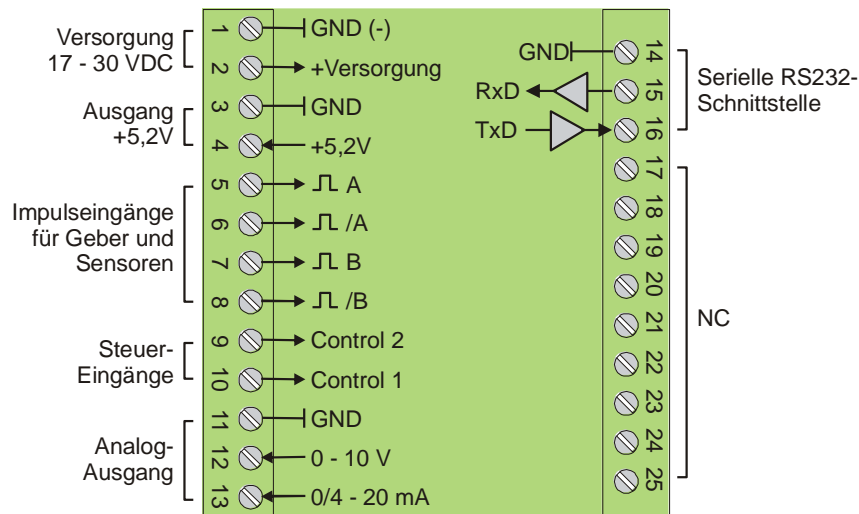 Versorgung
17 - 30 VDC
Ausgang
+5,2V
Impulseingänge
für Geber und
Sensoren
Steuer-
Eingänge
Analog-
Ausgang
1 GND (-)
2 +Versorgung
3 GND
4 +5,2V
5 A
6 /A
7 B
8 /B
9 Control 2
10 Control 1
11 GND
12 0 - 10 V
13 0/4 - 20 mA
GND 14
RxD 15
TxD 16
17
18
19
20
21
22
23
24
25
Serielle RS232-
Schnittstelle
NC